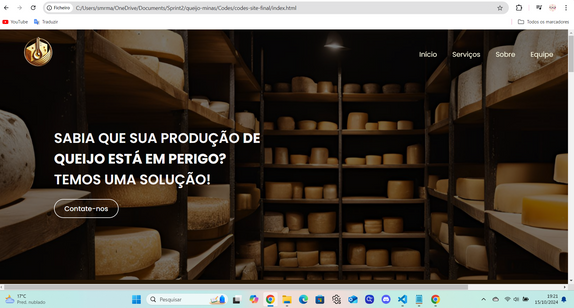 Ficheiro
C:/Users/mrma/OneDrive/Documents/Sprint2/queijo-minas/Codes/codes-site-final/index.html
YouTube
Traduzir
Todos os marcadores
Início
Serviços
Sobre
Equipe
SABIA QUE SUA PRODUÇÃO DE
QUEIJO ESTÁ EM PERIGO?
TEMOS UMA SOLUÇÃO!
Contate-nos
17°C
Pred. nublado
Pesquisar
19:21
15/10/2024